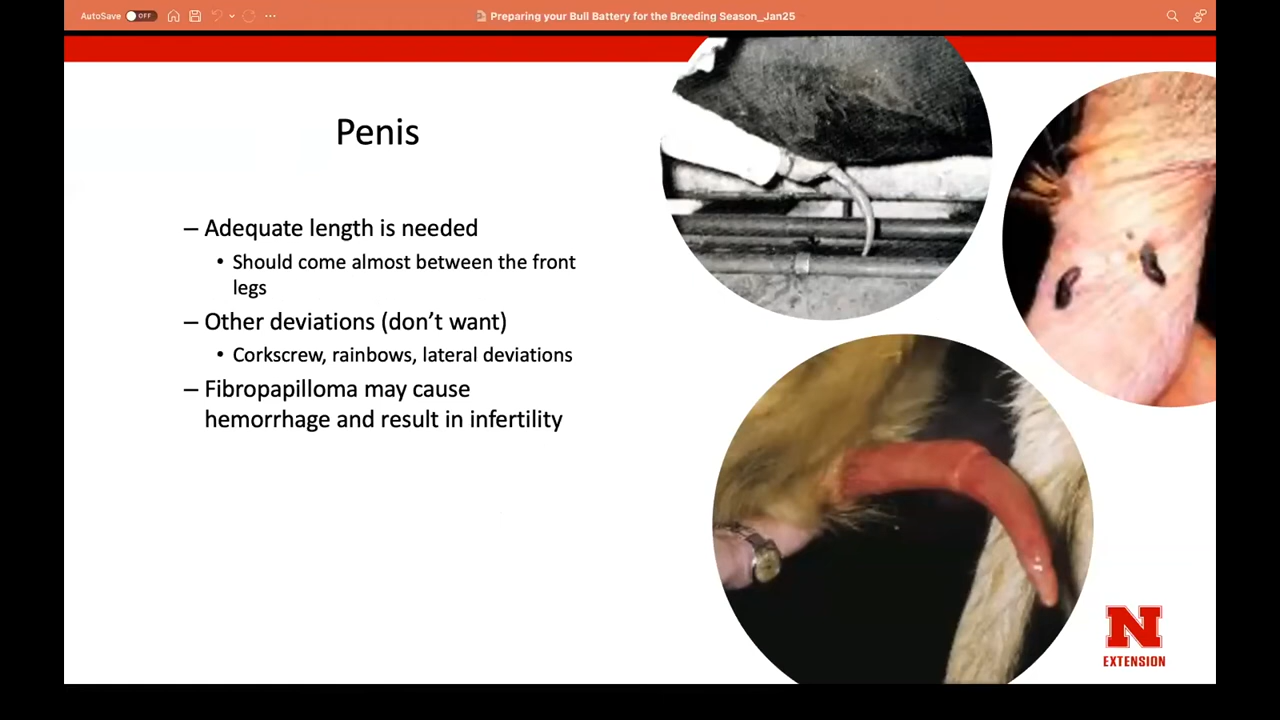 AutoSave OFF
Preparing your Bull Battery for the Breeding Season_Jan25
Penis
– Adequate length is needed
• Should come almost between the front
legs
– Other deviations (don’t want)
• Corkscrew, rainbows, lateral deviations
– Fibropapilloma may cause
hemorrhage and result in infertility
N
EXTENSION